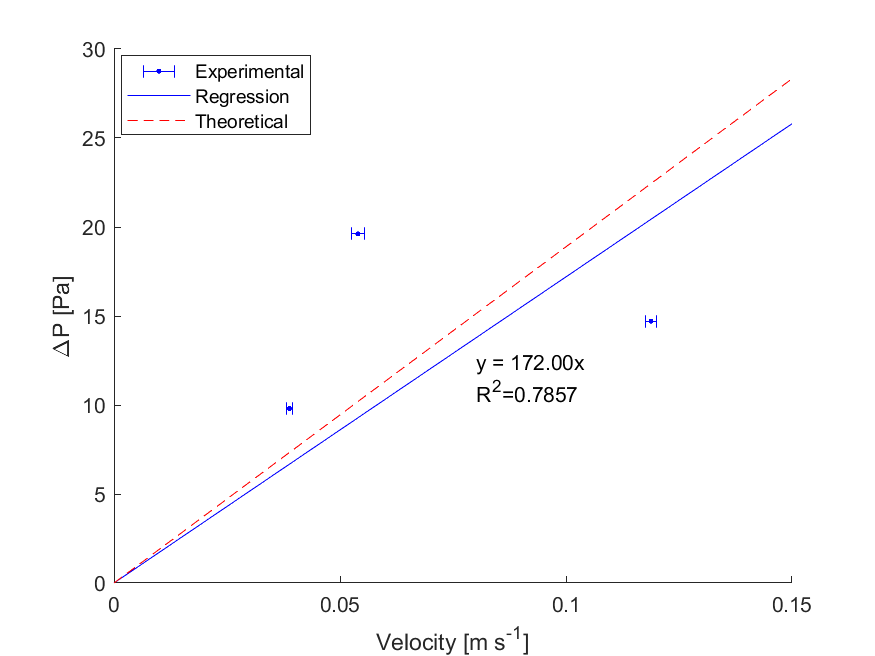 30
25
20
15
10
5
0
0
0.05
0.1
0.15
ΔP [Pa]
Velocity [m s⁻¹]
Experimental
Regression
Theoretical
y = 172.00x
R²=0.7857